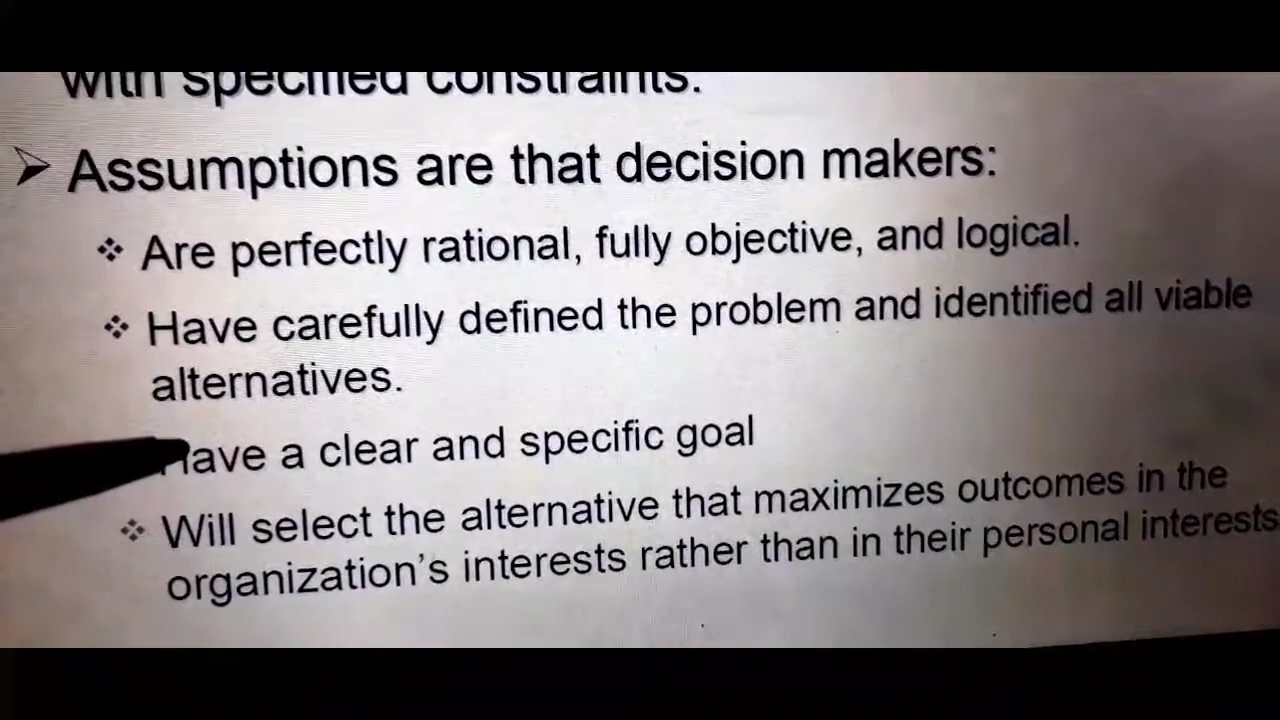 with specified constraints.
Assumptions are that decision makers:
Are perfectly rational, fully objective, and logical.
Have carefully defined the problem and identified all viable
alternatives.
Have a clear and specific goal
Will select the alternative that maximizes outcomes in the
organization's interests rather than in their personal interests